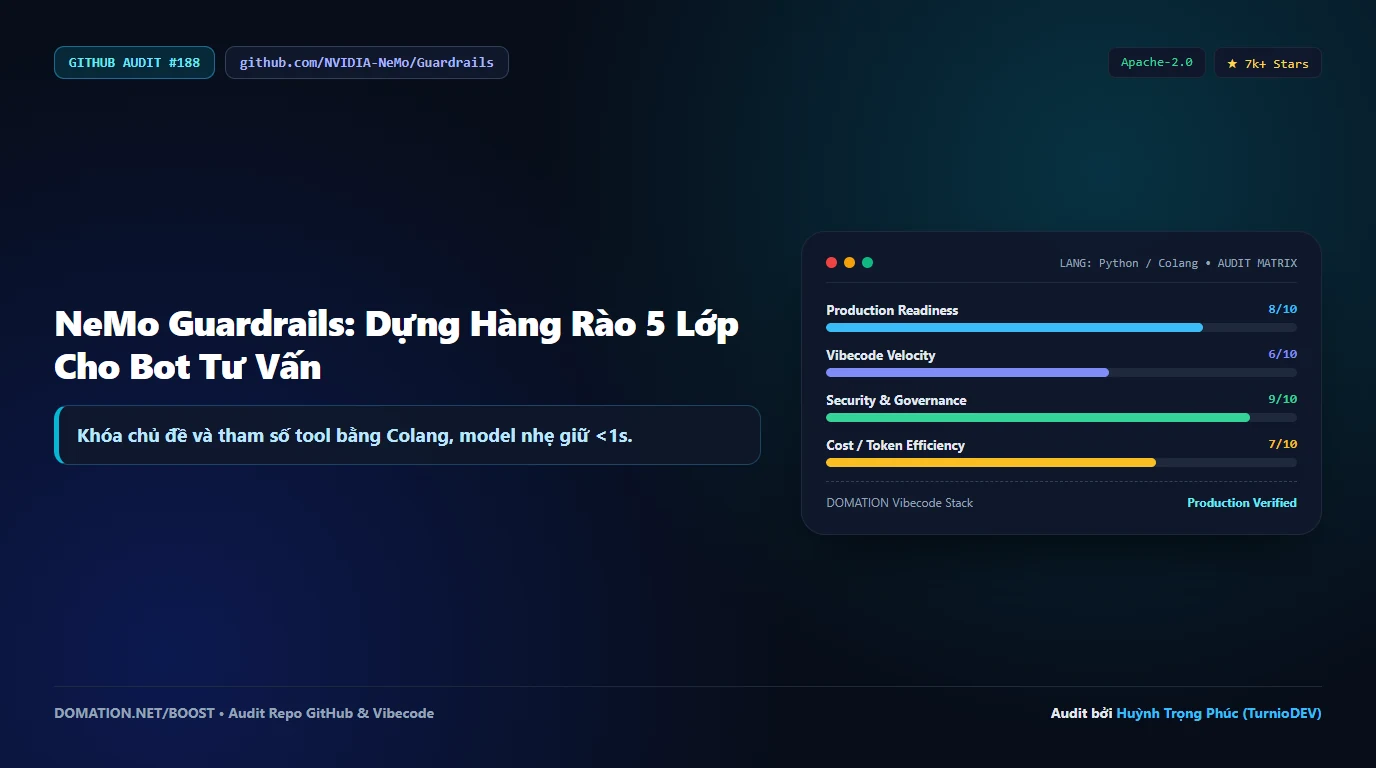 GITHUB AUDIT #188
github.com/NVIDIA-NeMo/Guardrails
Apache-2.0
★ 7k+ Stars
NeMo Guardrails: Dựng Hàng Rào 5 Lớp
Cho Bot Tư Vấn
Khóa chủ đề và tham số tool bằng Colang, model nhẹ giữ <1s.
LANG: Python / Colang • AUDIT MATRIX
Production Readiness 8/10
Vibecode Velocity 6/10
Security & Governance 9/10
Cost / Token Efficiency 7/10
DOMATION Vibecode Stack Production Verified
DOMATION.NET/BOOST • Audit Repo GitHub & Vibecode
Audit bởi Huỳnh Trọng Phúc (TurnioDEV)